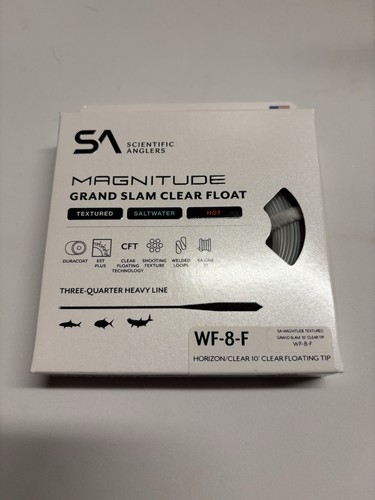 SA SCIENTIFIC
ANGLERS
MAGNITUDE
GRAND SLAM CLEAR FLOAT
TEXTURED SALTWATER HOT
CFT
DURACOAT
EST
PLUS
CLEAR
FLOATING
TECHNOLOGY
SHOOTING
TEXTURE
WELDED
LOOPS
THREE-QUARTER HEAVY LINE
WF-8-F
SA MAGNITUDE TEXTURED
GRAND SLAM 10' CLEAR TIP
WF-8-F
HORIZON/CLEAR 10' CLEAR FLOATING TIP